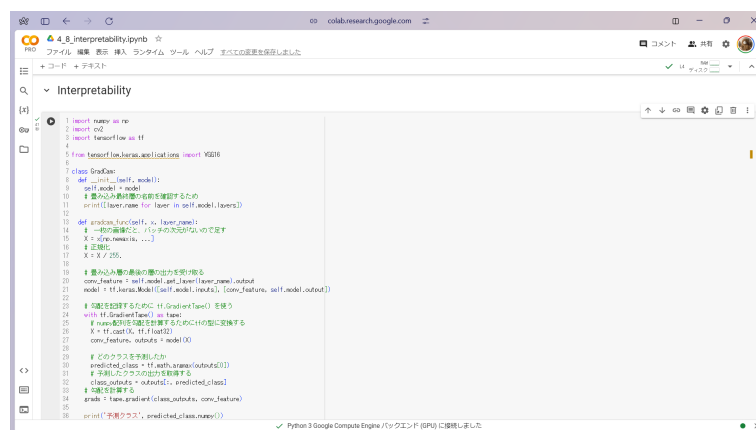 colab.research.google.com
CO PRO
4_8_interpretability.ipynb
コメント
共有
ファイル 編集 表示 挿入 ランタイム ツール ヘルプ すべての変更を保存しました
+ コード + テキスト
L4 RAM ディスク
Interpretability
{x}
1 import numpy as np
2 import cv2
3 import tensorflow as tf
4
5 from tensorflow.keras.applications import VGG16
6
7 class GradCam:
8 def __init__(self, model):
9 self.model = model
10 # 畳み込み最終層の名前を確認するため
11 print([layer.name for layer in self.model.layers])
12
13 def gradcam_func(self, x, layer_name):
14 # 一枚の画像だと、バッチの次元がないので足す
15 X = x[np.newaxis, ...]
16 # 正規化
17 X = X / 255.
18
19 # 畳み込み層の最後の層の出力を受け取る
20 conv_feature = self.model.get_layer(layer_name).output
21 model = tf.keras.Model([self.model.inputs], [conv_feature, self.model.output])
22
23 # 勾配を記録するために tf.GradientTape() を使う
24 with tf.GradientTape() as tape:
25 # numpy配列を勾配を計算するためにtfの型に変換する
26 X = tf.cast(X, tf.float32)
27 conv_feature, outputs = model(X)
28
29 # どのクラスを予測したか
30 predicted_class = tf.math.argmax(outputs[0])
31 # 予測したクラスの出力を取得する
32 class_outputs = outputs[:, predicted_class]
33 # 勾配を計算する
34 grads = tape.gradient(class_outputs, conv_feature)
35
36 print('予測クラス', predicted_class.numpy())
Python 3 Google Compute Engine バックエンド (GPU) に接続しました